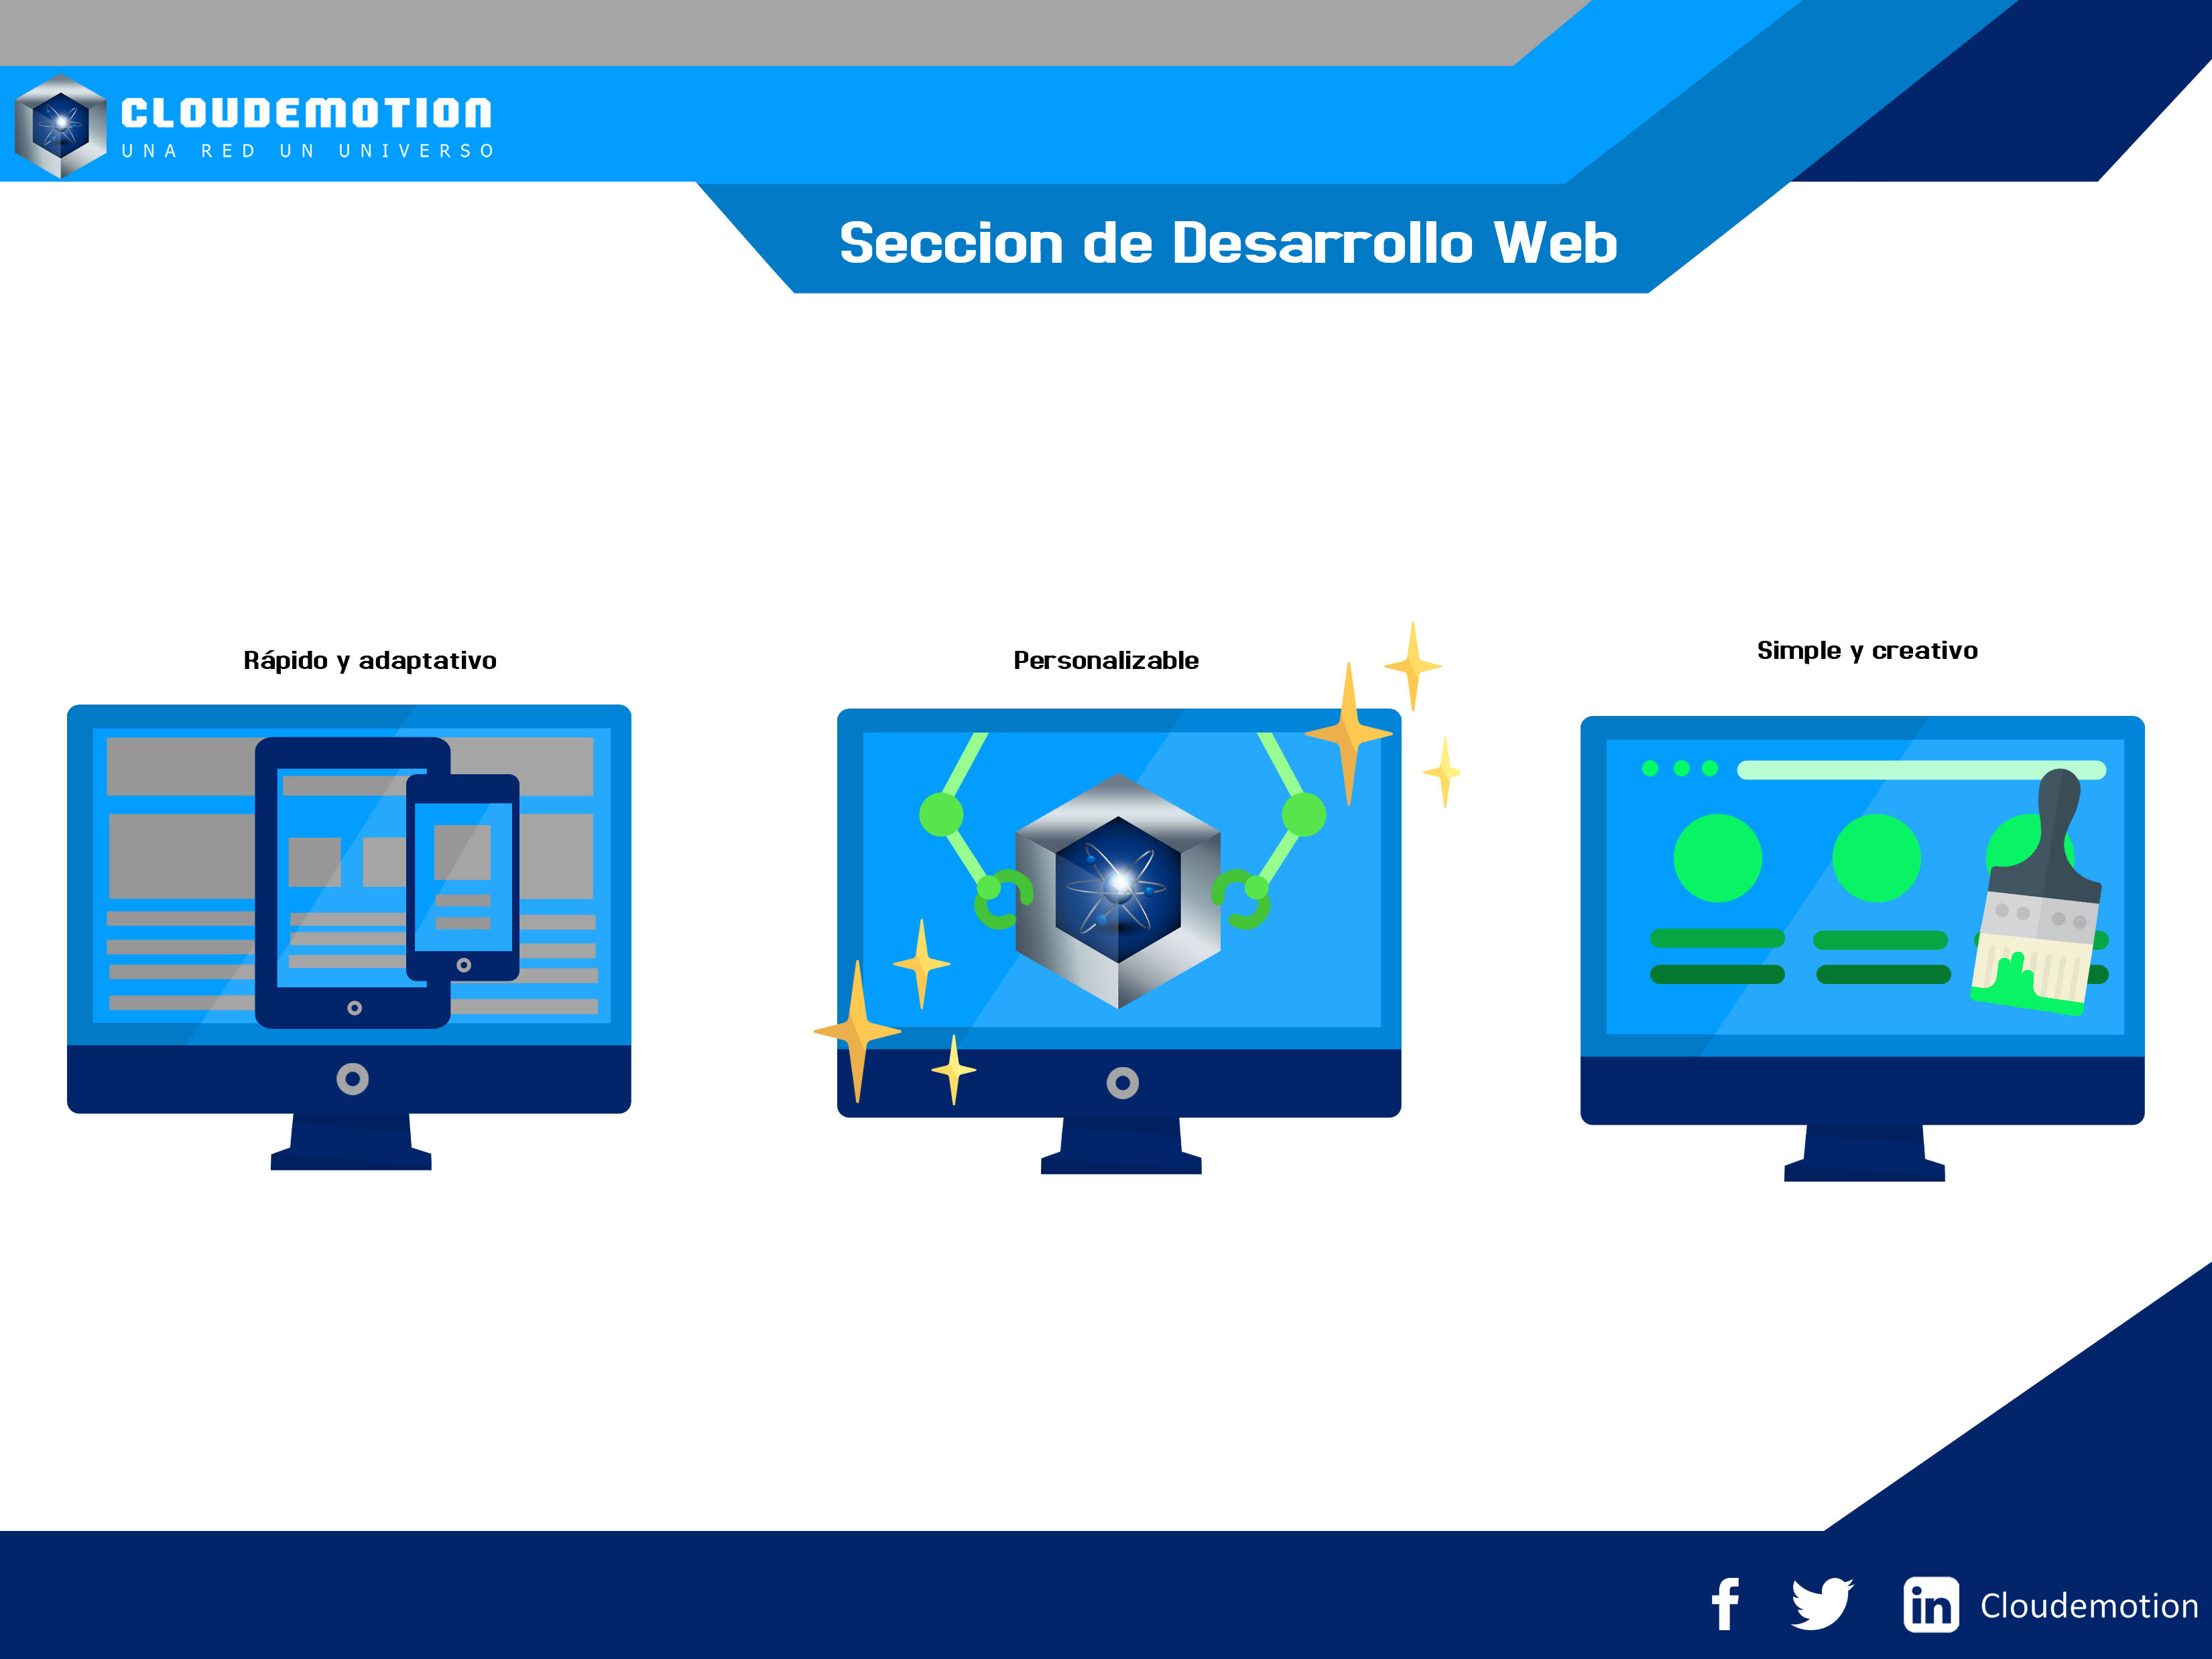 CLOUDEMOTION
UNA RED UN UNIVERSO
Seccion de Desarrollo Web
Rápido y adaptativo
Personalizable
Simple y creativo
Cloudemotion